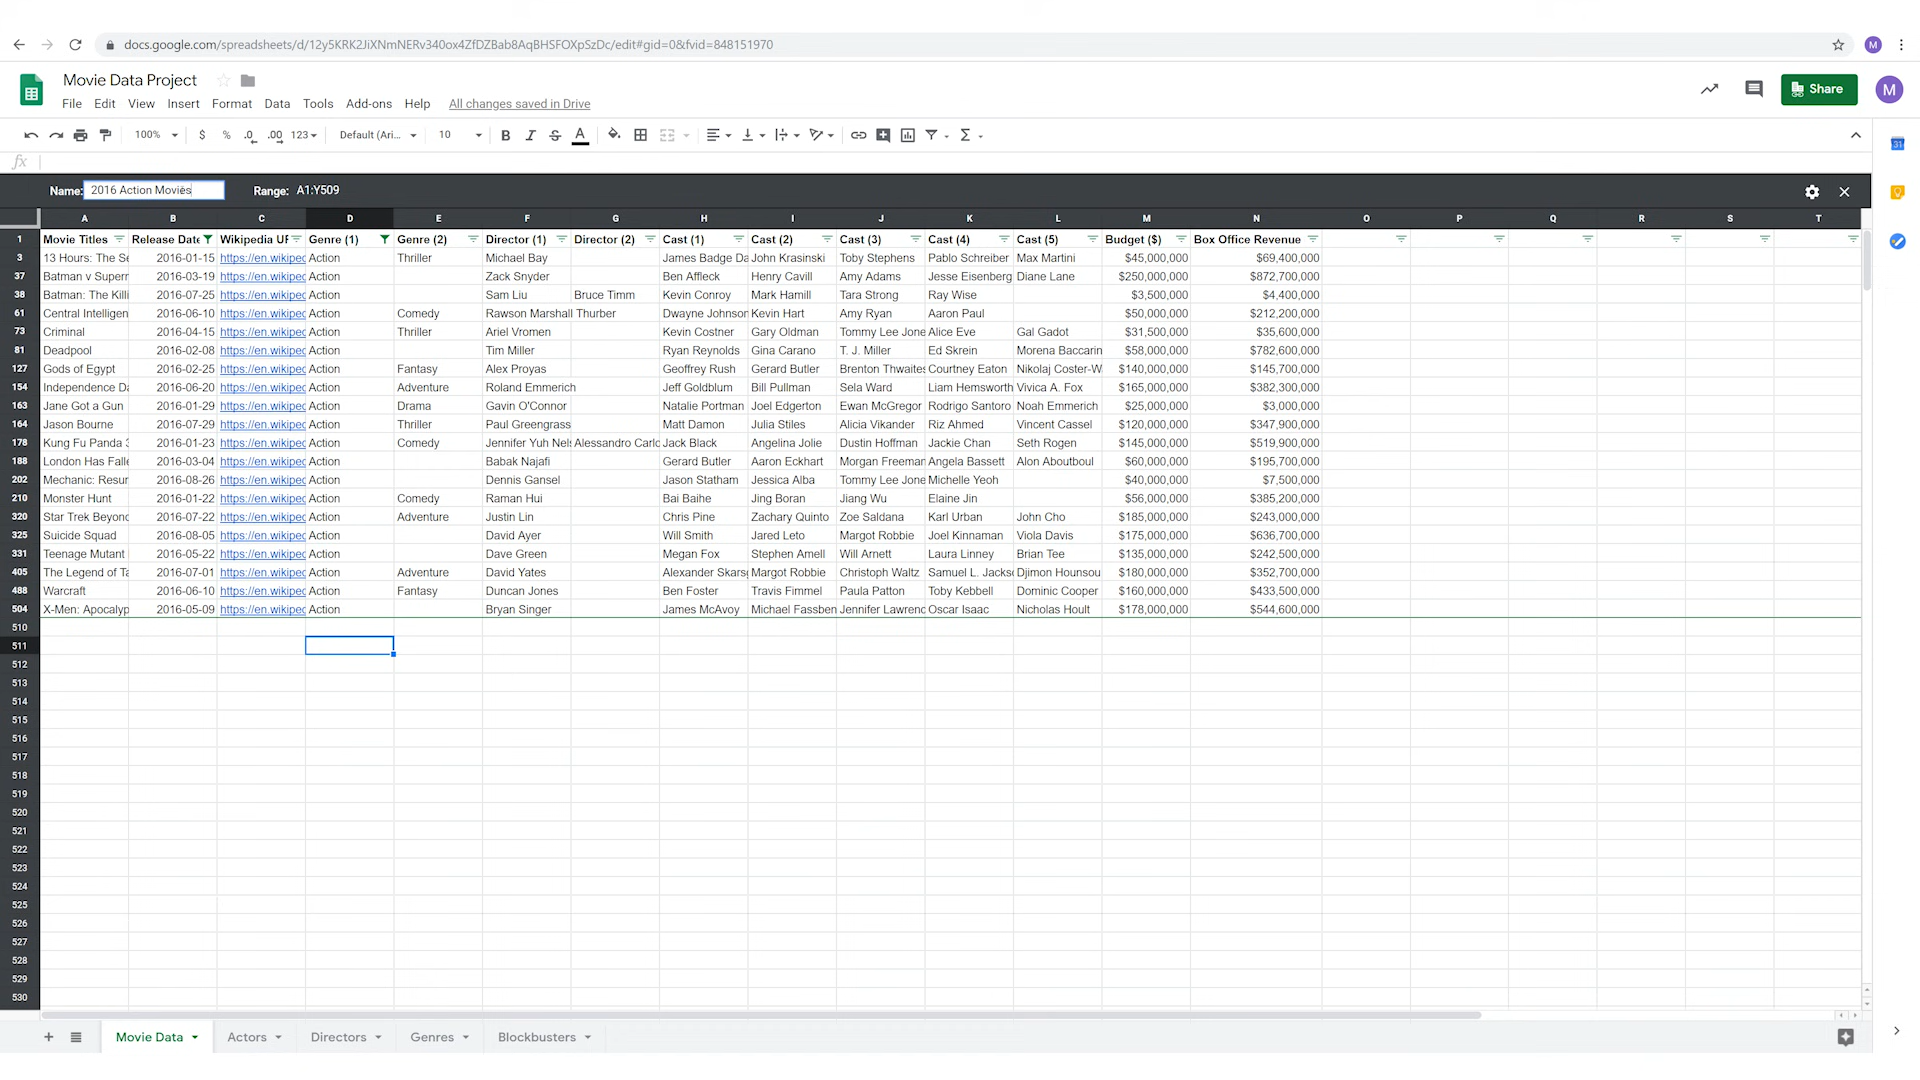 docs.google.com/spreadsheets/d/12y5KRK2JiXNmNERv340ox4ZfDZBab8AqBHSFOXpSzDc/edit#gid=0&fvid=848151970
M
Movie Data Project
File Edit View Insert Format Data Tools Add-ons Help All changes saved in Drive
Share
M
100% $ % .0 .00 123 Default (Ari... 10 B I S A
fx
Name: 2016 Action Movies Range: A1:Y509
A B C D E F G H I J K L M N O P Q R S T
1 Movie Titles Release Date Wikipedia UR Genre (1) Genre (2) Director (1) Director (2) Cast (1) Cast (2) Cast (3) Cast (4) Cast (5) Budget ($) Box Office Revenue
3 13 Hours: The Se 2016-01-15 https://en.wikiped Action Thriller Michael Bay James Badge Da John Krasinski Toby Stephens Pablo Schreiber Max Martini $45,000,000 $69,400,000
37 Batman v Superr 2016-03-19 https://en.wikiped Action Zack Snyder Ben Affleck Henry Cavill Amy Adams Jesse Eisenberg Diane Lane $250,000,000 $872,700,000
38 Batman: The Killi 2016-07-25 https://en.wikiped Action Sam Liu Bruce Timm Kevin Conroy Mark Hamill Tara Strong Ray Wise $3,500,000 $4,400,000
61 Central Intelligen 2016-06-10 https://en.wikiped Action Comedy Rawson Marshall Thurber Dwayne Johnson Kevin Hart Amy Ryan Aaron Paul $50,000,000 $212,200,000
73 Criminal 2016-04-15 https://en.wikiped Action Thriller Ariel Vromen Kevin Costner Gary Oldman Tommy Lee Jone Alice Eve Gal Gadot $31,500,000 $35,600,000
81 Deadpool 2016-02-08 https://en.wikiped Action Tim Miller Ryan Reynolds Gina Carano T. J. Miller Ed Skrein Morena Baccarin $58,000,000 $782,600,000
127 Gods of Egypt 2016-02-25 https://en.wikiped Action Fantasy Alex Proyas Geoffrey Rush Gerard Butler Brenton Thwaites Courtney Eaton Nikolaj Coster-W $140,000,000 $145,700,000
154 Independence Da 2016-06-20 https://en.wikiped Action Adventure Roland Emmerich Jeff Goldblum Bill Pullman Sela Ward Liam Hemsworth Vivica A. Fox $165,000,000 $382,300,000
163 Jane Got a Gun 2016-01-29 https://en.wikiped Action Drama Gavin O'Connor Natalie Portman Joel Edgerton Ewan McGregor Rodrigo Santoro Noah Emmerich $25,000,000 $3,000,000
164 Jason Bourne 2016-07-29 https://en.wikiped Action Thriller Paul Greengrass Matt Damon Julia Stiles Alicia Vikander Riz Ahmed Vincent Cassel $120,000,000 $347,900,000
178 Kung Fu Panda 3 2016-01-23 https://en.wikiped Action Comedy Jennifer Yuh Nels Alessandro Carlo Jack Black Angelina Jolie Dustin Hoffman Jackie Chan Seth Rogen $145,000,000 $519,900,000
188 London Has Falle 2016-03-04 https://en.wikiped Action Babak Najafi Gerard Butler Aaron Eckhart Morgan Freeman Angela Bassett Alon Aboutboul $60,000,000 $195,700,000
202 Mechanic: Resur 2016-08-26 https://en.wikiped Action Dennis Gansel Jason Statham Jessica Alba Tommy Lee Jone Michelle Yeoh $40,000,000 $7,500,000
210 Monster Hunt 2016-01-22 https://en.wikiped Action Comedy Raman Hui Bai Baihe Jing Boran Jiang Wu Elaine Jin $56,000,000 $385,200,000
320 Star Trek Beyond 2016-07-22 https://en.wikiped Action Adventure Justin Lin Chris Pine Zachary Quinto Zoe Saldana Karl Urban John Cho $185,000,000 $243,000,000
325 Suicide Squad 2016-08-05 https://en.wikiped Action David Ayer Will Smith Jared Leto Margot Robbie Joel Kinnaman Viola Davis $175,000,000 $636,700,000
331 Teenage Mutant 2016-05-22 https://en.wikiped Action Dave Green Megan Fox Stephen Amell Will Arnett Laura Linney Brian Tee $135,000,000 $242,500,000
405 The Legend of Ta 2016-07-01 https://en.wikiped Action Adventure David Yates Alexander Skarsg Margot Robbie Christoph Waltz Samuel L. Jackso Djimon Hounsou $180,000,000 $352,700,000
488 Warcraft 2016-06-10 https://en.wikiped Action Fantasy Duncan Jones Ben Foster Travis Fimmel Paula Patton Toby Kebbell Dominic Cooper $160,000,000 $433,500,000
504 X-Men: Apocalyp 2016-05-09 https://en.wikiped Action Bryan Singer James McAvoy Michael Fassben Jennifer Lawrenc Oscar Isaac Nicholas Hoult $178,000,000 $544,600,000
510
511
512
513
514
515
516
517
518
519
520
521
522
523
524
525
526
527
528
529
530
Movie Data Actors Directors Genres Blockbusters